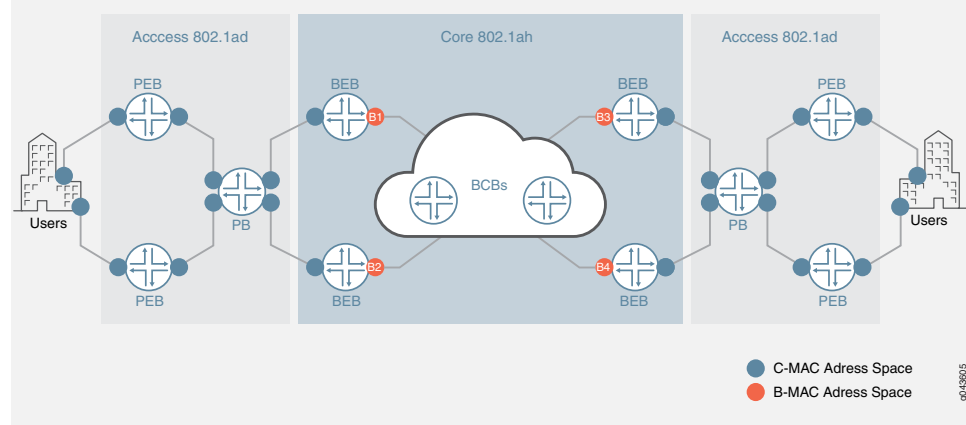 Acccess 802.1ad
Core 802.1ah
Acccess 802.1ad
PEB
BEB
BEB
PEB
B1
B3
BCBs
Users
PB
PB
Users
B2
B4
PEB
BEB
BEB
PEB
C-MAC Adress Space
B-MAC Adress Space
g043605